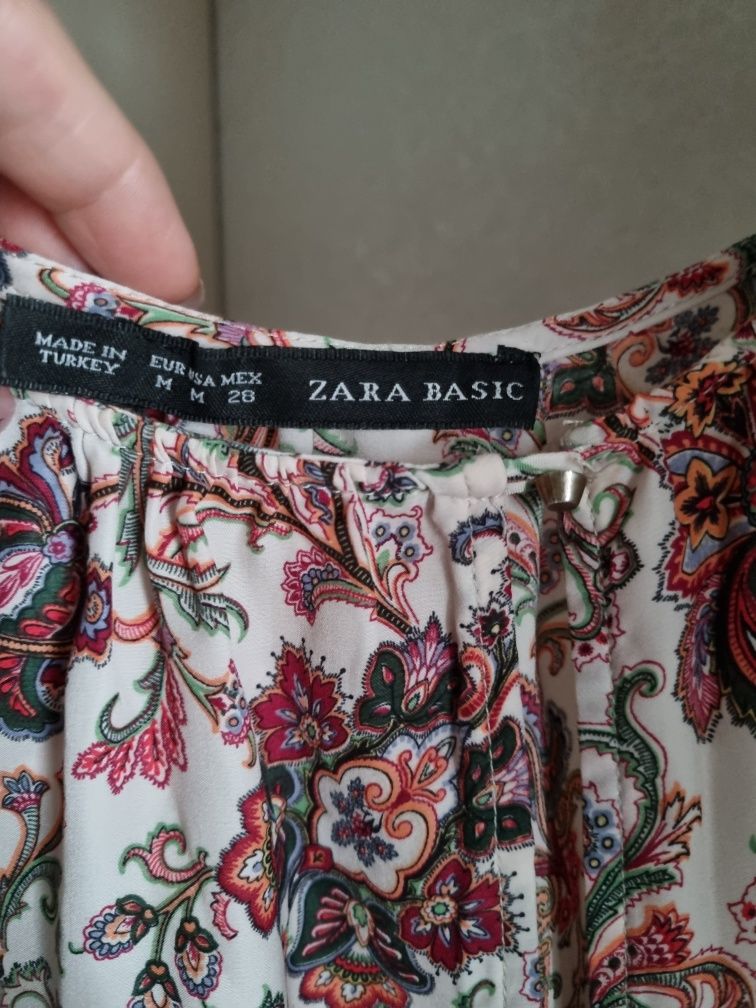 MADE IN
TURKEY
EUR USA MEX
M M 28
ZARA BASIC